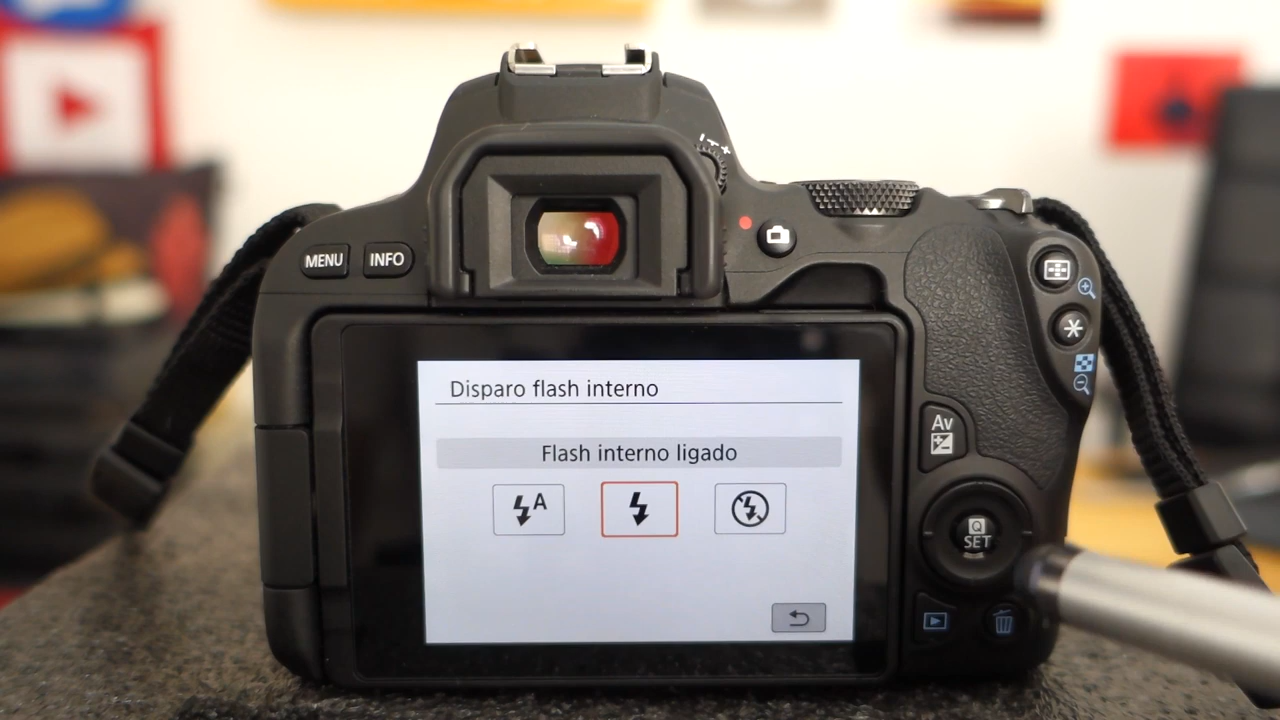 MENU INFO
Disparo flash interno
Flash interno ligado
A
Av
Q
SET